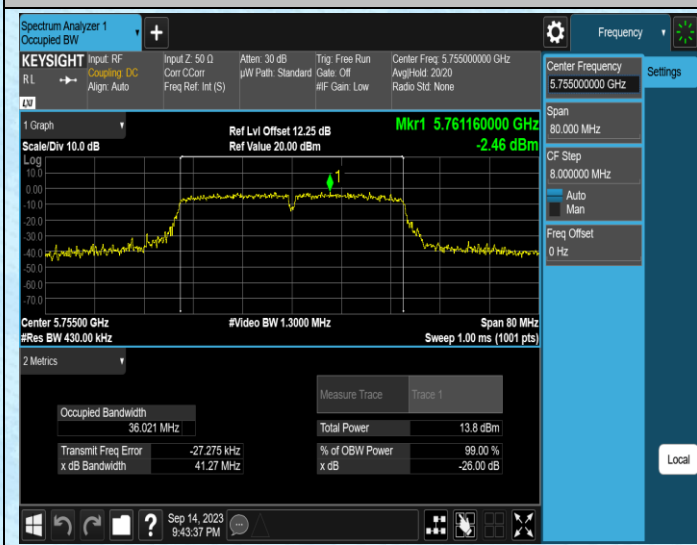 Spectrum Analyzer 1
Occupied BW
Frequency
KEYSIGHT
RL
LXI
Input: RF
Coupling: DC
Align: Auto
Input Z: 50 Ω
Corr CCorr
Freq Ref: Int (S)
Atten: 30 dB
µW Path: Standard
Trig: Free Run
Gate: Off
#IF Gain: Low
Center Freq: 5.755000000 GHz
Avg|Hold: 20/20
Radio Std: None
1 Graph
Scale/Div 10.0 dB
Ref Lvl Offset 12.25 dB
Ref Value 20.00 dBm
Mkr1 5.761160000 GHz
-2.46 dBm
Log
10.0
0.00
-10.0
-20.0
-30.0
-40.0
-50.0
-60.0
-70.0
1
Center 5.75500 GHz
#Res BW 430.00 kHz
#Video BW 1.3000 MHz
Span 80 MHz
Sweep 1.00 ms (1001 pts)
2 Metrics
Measure Trace Trace 1
Occupied Bandwidth
36.021 MHz
Total Power 13.8 dBm
Transmit Freq Error -27.275 kHz
% of OBW Power 99.00 %
x dB Bandwidth 41.27 MHz
x dB -26.00 dB
Center Frequency
5.755000000 GHz
Span
80.000 MHz
CF Step
8.000000 MHz
Auto
Man
Freq Offset
0 Hz
Settings
Local
?
Sep 14, 2023
9:43:37 PM